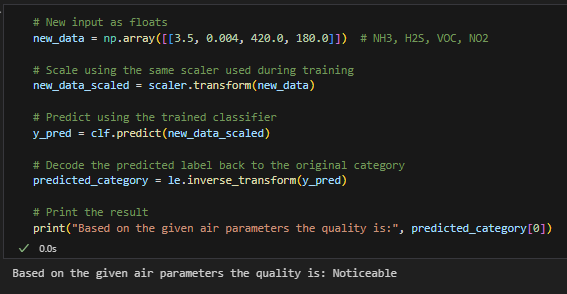 # New input as floats
new_data = np.array([[3.5, 0.004, 420.0, 180.0]])  # NH3, H2S, VOC, NO2
# Scale using the same scaler used during training
new_data_scaled = scaler.transform(new_data)
# Predict using the trained classifier
y_pred = clf.predict(new_data_scaled)
# Decode the predicted label back to the original category
predicted_category = le.inverse_transform(y_pred)
# Print the result
print("Based on the given air parameters the quality is:", predicted_category[0])
0.0s
Based on the given air parameters the quality is: Noticeable